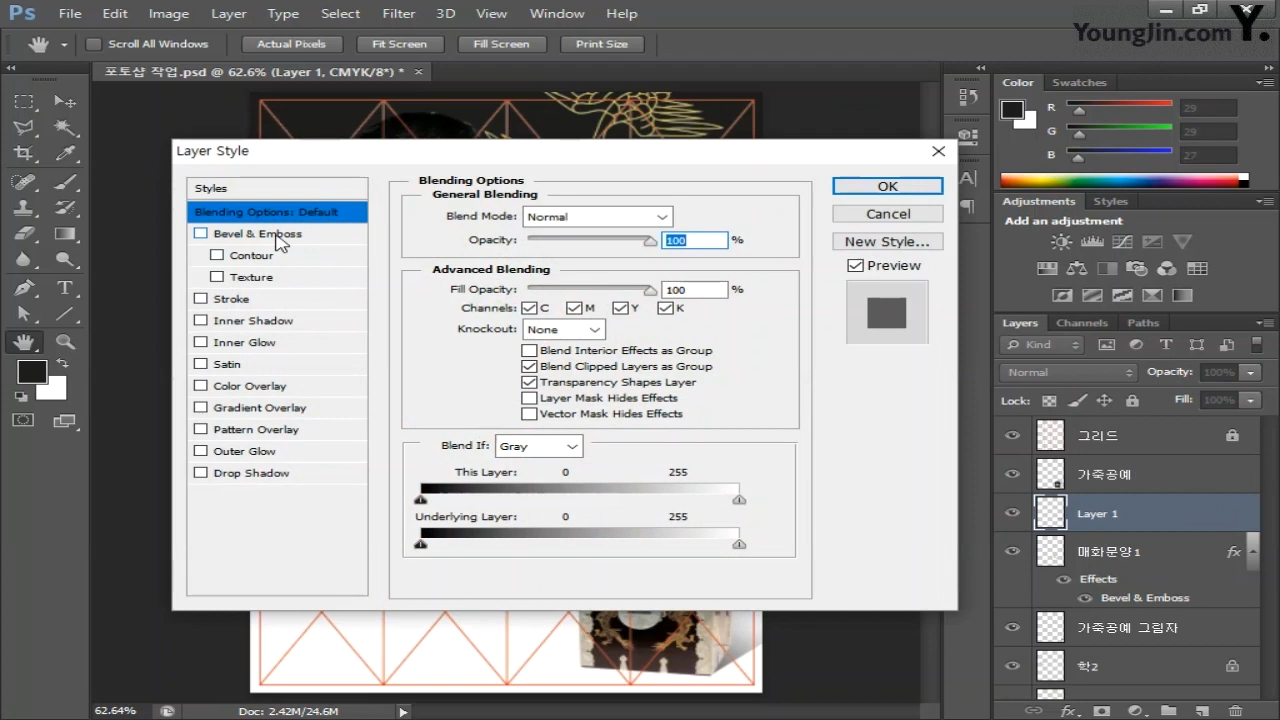 Ps File Edit Image Layer Type Select Filter 3D View Window Help
YoungJin.com Y.
Scroll All Windows Actual Pixels Fit Screen Fill Screen Print Size
포토샵 작업.psd @ 62.6% (Layer 1, CMYK/8*) * ×
Layer Style
Styles
Blending Options: Default
Bevel & Emboss
Contour
Texture
Stroke
Inner Shadow
Inner Glow
Satin
Color Overlay
Gradient Overlay
Pattern Overlay
Outer Glow
Drop Shadow
Blending Options
General Blending
Blend Mode: Normal
Opacity: 100 %
Advanced Blending
Fill Opacity: 100 %
Channels: C M Y K
Knockout: None
Blend Interior Effects as Group
Blend Clipped Layers as Group
Transparency Shapes Layer
Layer Mask Hides Effects
Vector Mask Hides Effects
Blend If: Gray
This Layer: 0 255
Underlying Layer: 0 255
OK
Cancel
New Style...
Preview
Color Swatches
R 29
G 29
B 27
Adjustments Styles
Add an adjustment
Layers Channels Paths
Kind
Normal Opacity: 100%
Lock: Fill: 100%
그리드
가죽공예
Layer 1
매화문양1 fx
Effects
Bevel & Emboss
가죽공예 그림자
학2
62.64% Doc: 2.42M/24.6M